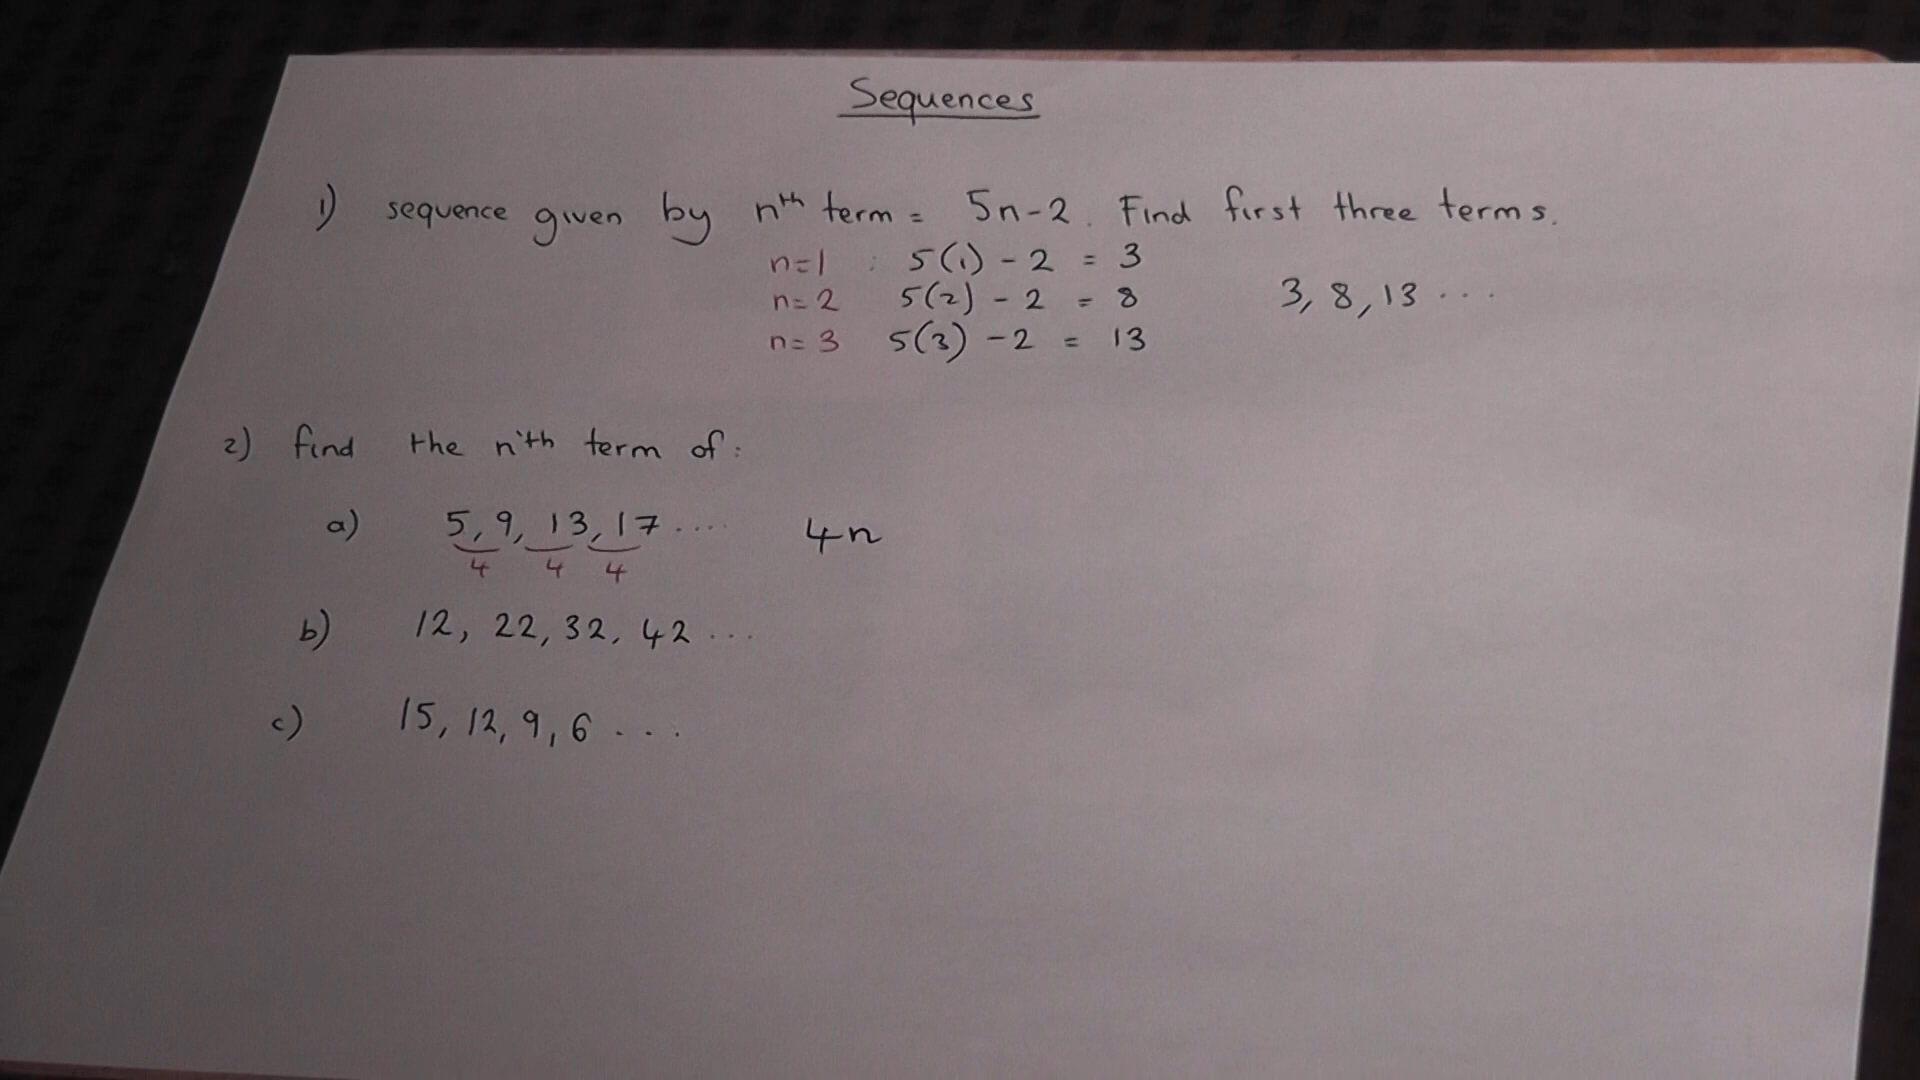 Sequences
1) sequence given by nth term = 5n-2. Find first three terms.
n=1 : 5(1) - 2 = 3
n=2 5(2) - 2 = 8 3, 8, 13 ...
n=3 5(3) - 2 = 13
2) find the n'th term of:
a) 5, 9, 13, 17 .... 4n
4 4 4
b) 12, 22, 32, 42 ...
c) 15, 12, 9, 6 ...